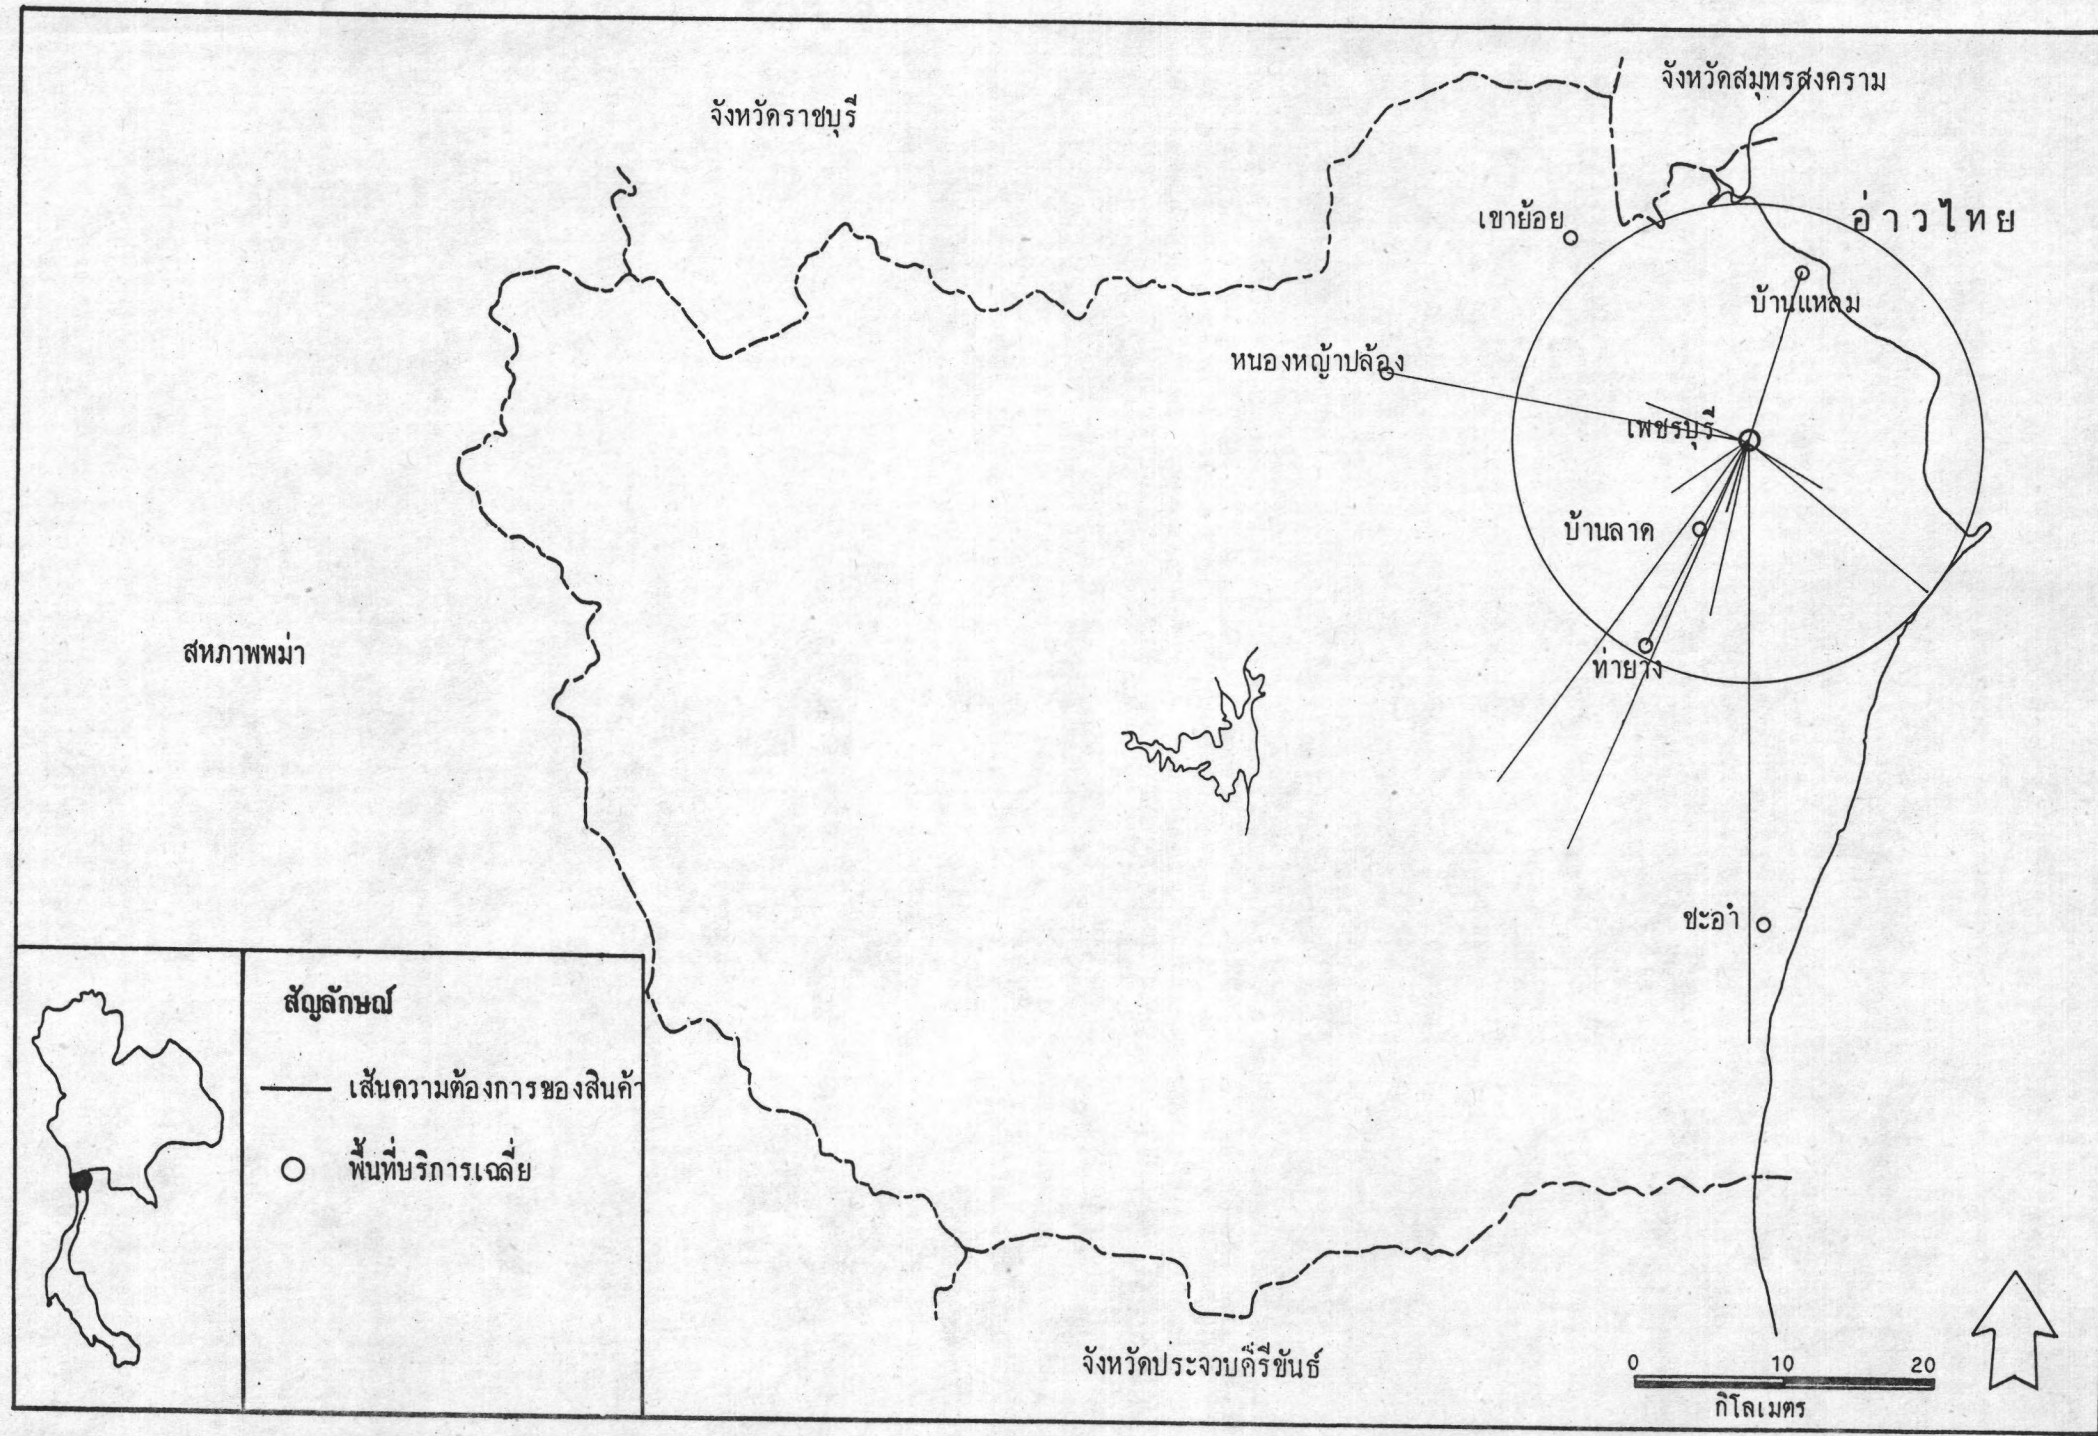 จังหวัดสมุทรสงคราม
จังหวัดราชบุรี
เขาย้อย
อ่าวไทย
บ้านแหลม
หนองหญ้าปล้อง
เพชรบุรี
บ้านลาด
สหภาพพม่า
ท่ายาง
ชะอำ
สัญลักษณ์
เส้นความต้องการของสินค้า
พื้นที่บริการเฉลี่ย
จังหวัดประจวบคีรีขันธ์
0 10 20
กิโลเมตร